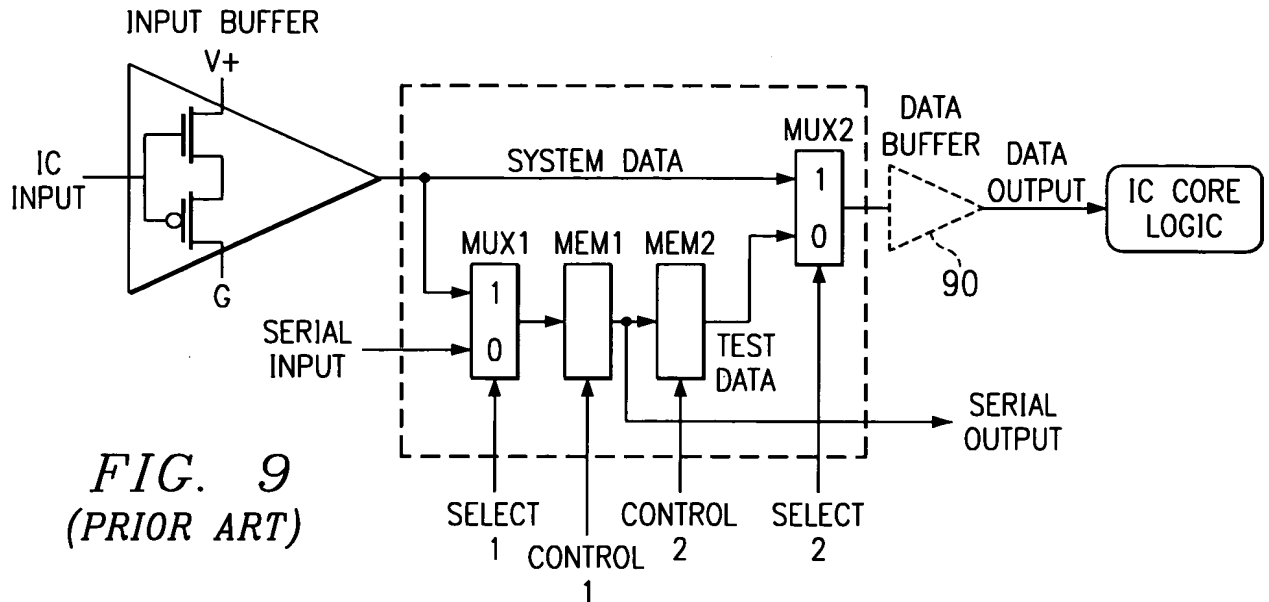 INPUT BUFFER
V+
IC
INPUT
G
SYSTEM DATA
MUX2
1
0
DATA
BUFFER
90
DATA
OUTPUT
IC CORE
LOGIC
MUX1
MEM1
MEM2
1
0
SERIAL
INPUT
TEST
DATA
SERIAL
OUTPUT
SELECT
1
CONTROL
1
CONTROL
2
SELECT
2
FIG. 9
(PRIOR ART)